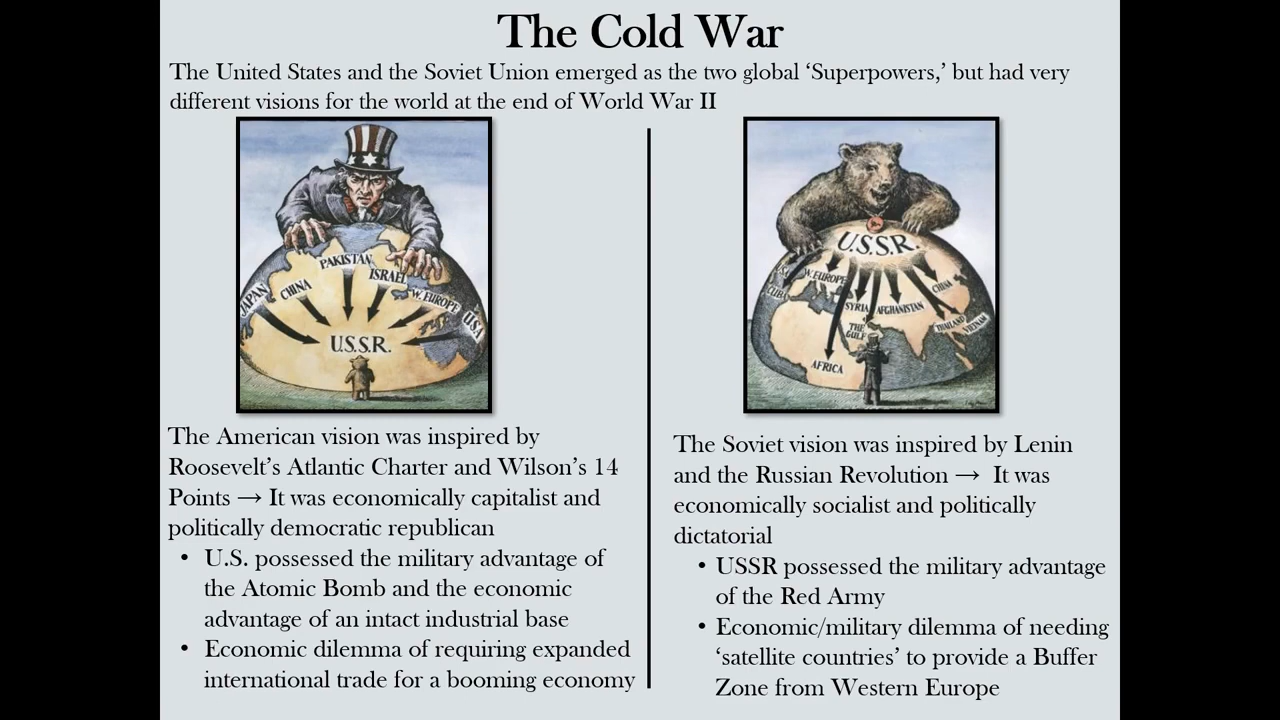 The Cold War
The United States and the Soviet Union emerged as the two global ‘Superpowers,’ but had very
different visions for the world at the end of World War II
JAPAN
CHINA
PAKISTAN
ISRAEL
W. EUROPE
USA
U.S.S.R.
The American vision was inspired by
Roosevelt’s Atlantic Charter and Wilson’s 14
Points → It was economically capitalist and
politically democratic republican
• U.S. possessed the military advantage of
the Atomic Bomb and the economic
advantage of an intact industrial base
• Economic dilemma of requiring expanded
international trade for a booming economy
U.S.S.R.
CUBA
W. EUROPE
SYRIA
AFGHANISTAN
CHINA
THAILAND
VIETNAM
THE
GULF
AFRICA
The Soviet vision was inspired by Lenin
and the Russian Revolution → It was
economically socialist and politically
dictatorial
• USSR possessed the military advantage
of the Red Army
• Economic/military dilemma of needing
‘satellite countries’ to provide a Buffer
Zone from Western Europe